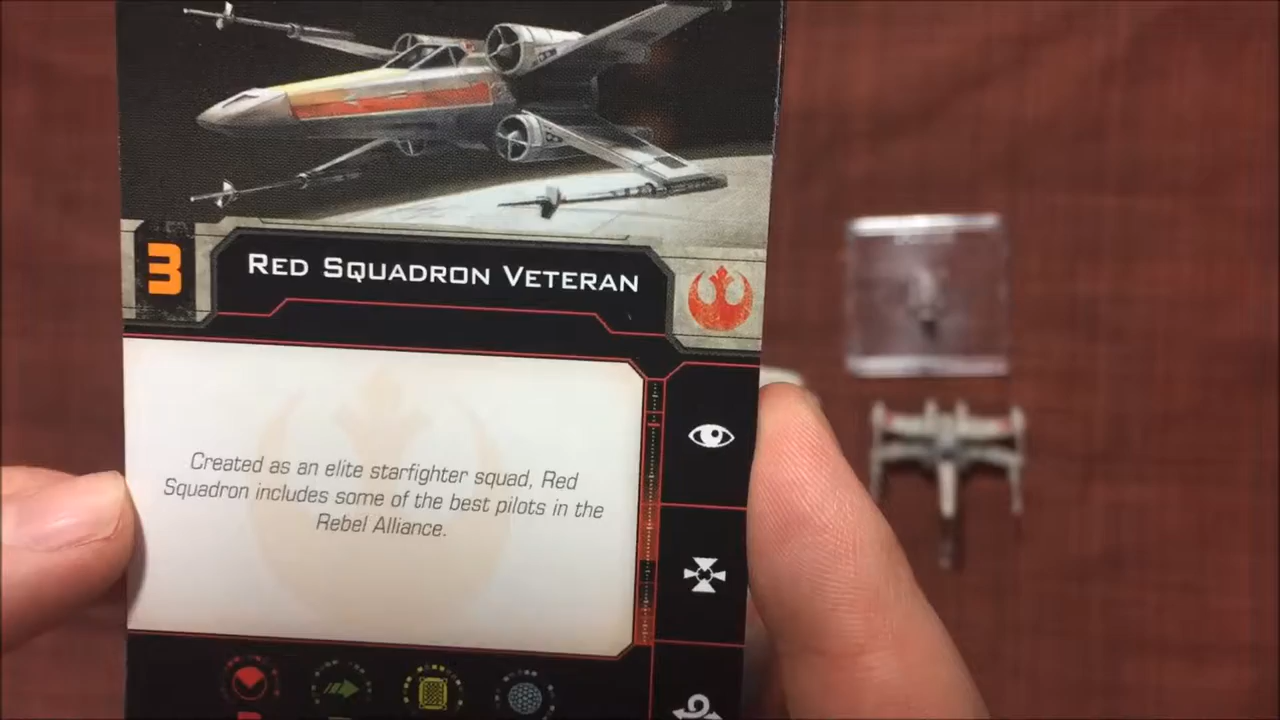 3
RED SQUADRON VETERAN
Created as an elite starfighter squad, Red
Squadron includes some of the best pilots in the
Rebel Alliance.